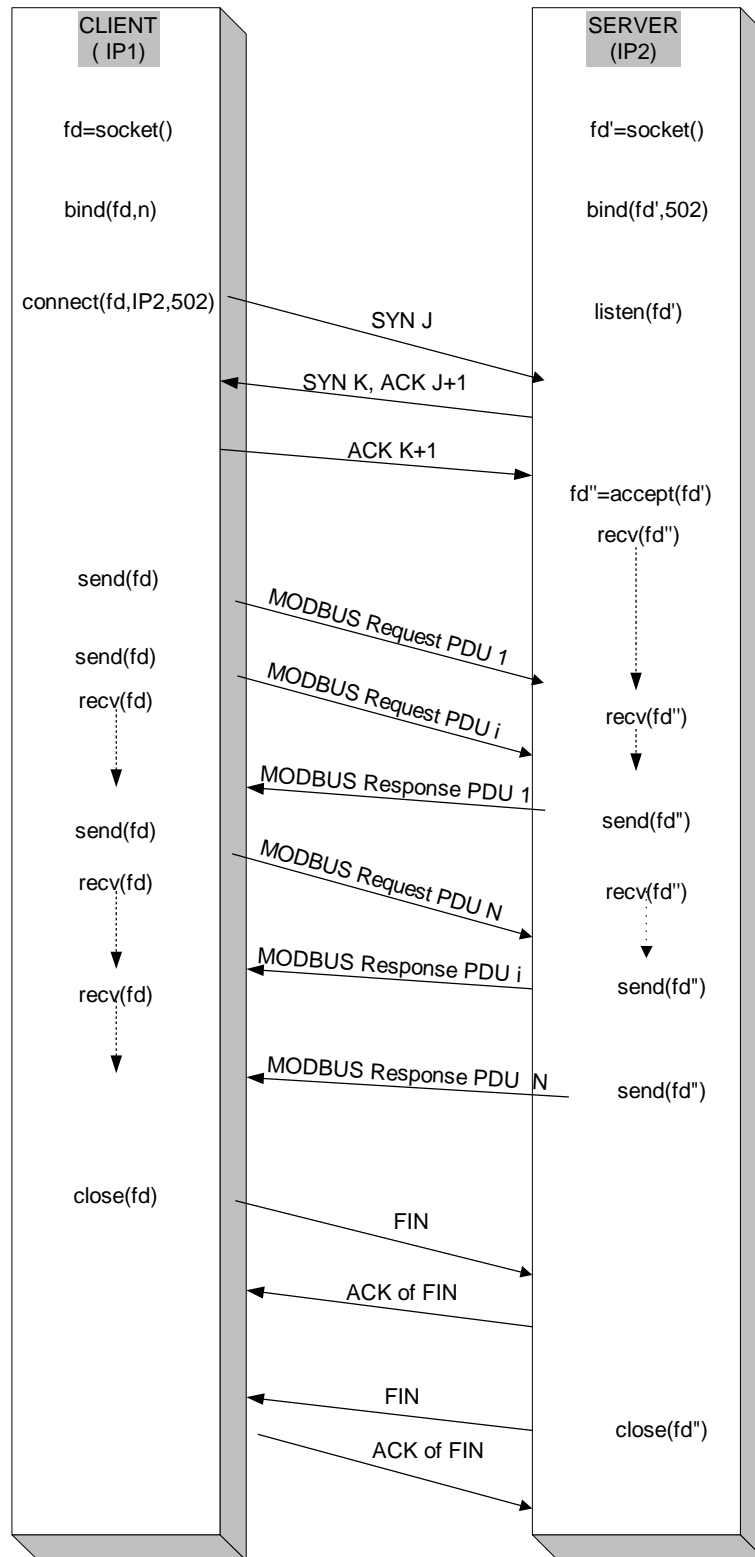 CLIENT
( IP1)
SERVER
(IP2)
fd=socket()
fd'=socket()
bind(fd,n)
bind(fd',502)
connect(fd,IP2,502)
listen(fd')
SYN J
SYN K, ACK J+1
ACK K+1
fd''=accept(fd')
recv(fd'')
send(fd)
MODBUS Request PDU 1
send(fd)
MODBUS Request PDU i
recv(fd)
recv(fd'')
MODBUS Response PDU 1
send(fd'')
send(fd)
MODBUS Request PDU N
recv(fd)
recv(fd'')
MODBUS Response PDU i
send(fd'')
recv(fd)
MODBUS Response PDU N
send(fd'')
close(fd)
FIN
ACK of FIN
FIN
close(fd'')
ACK of FIN